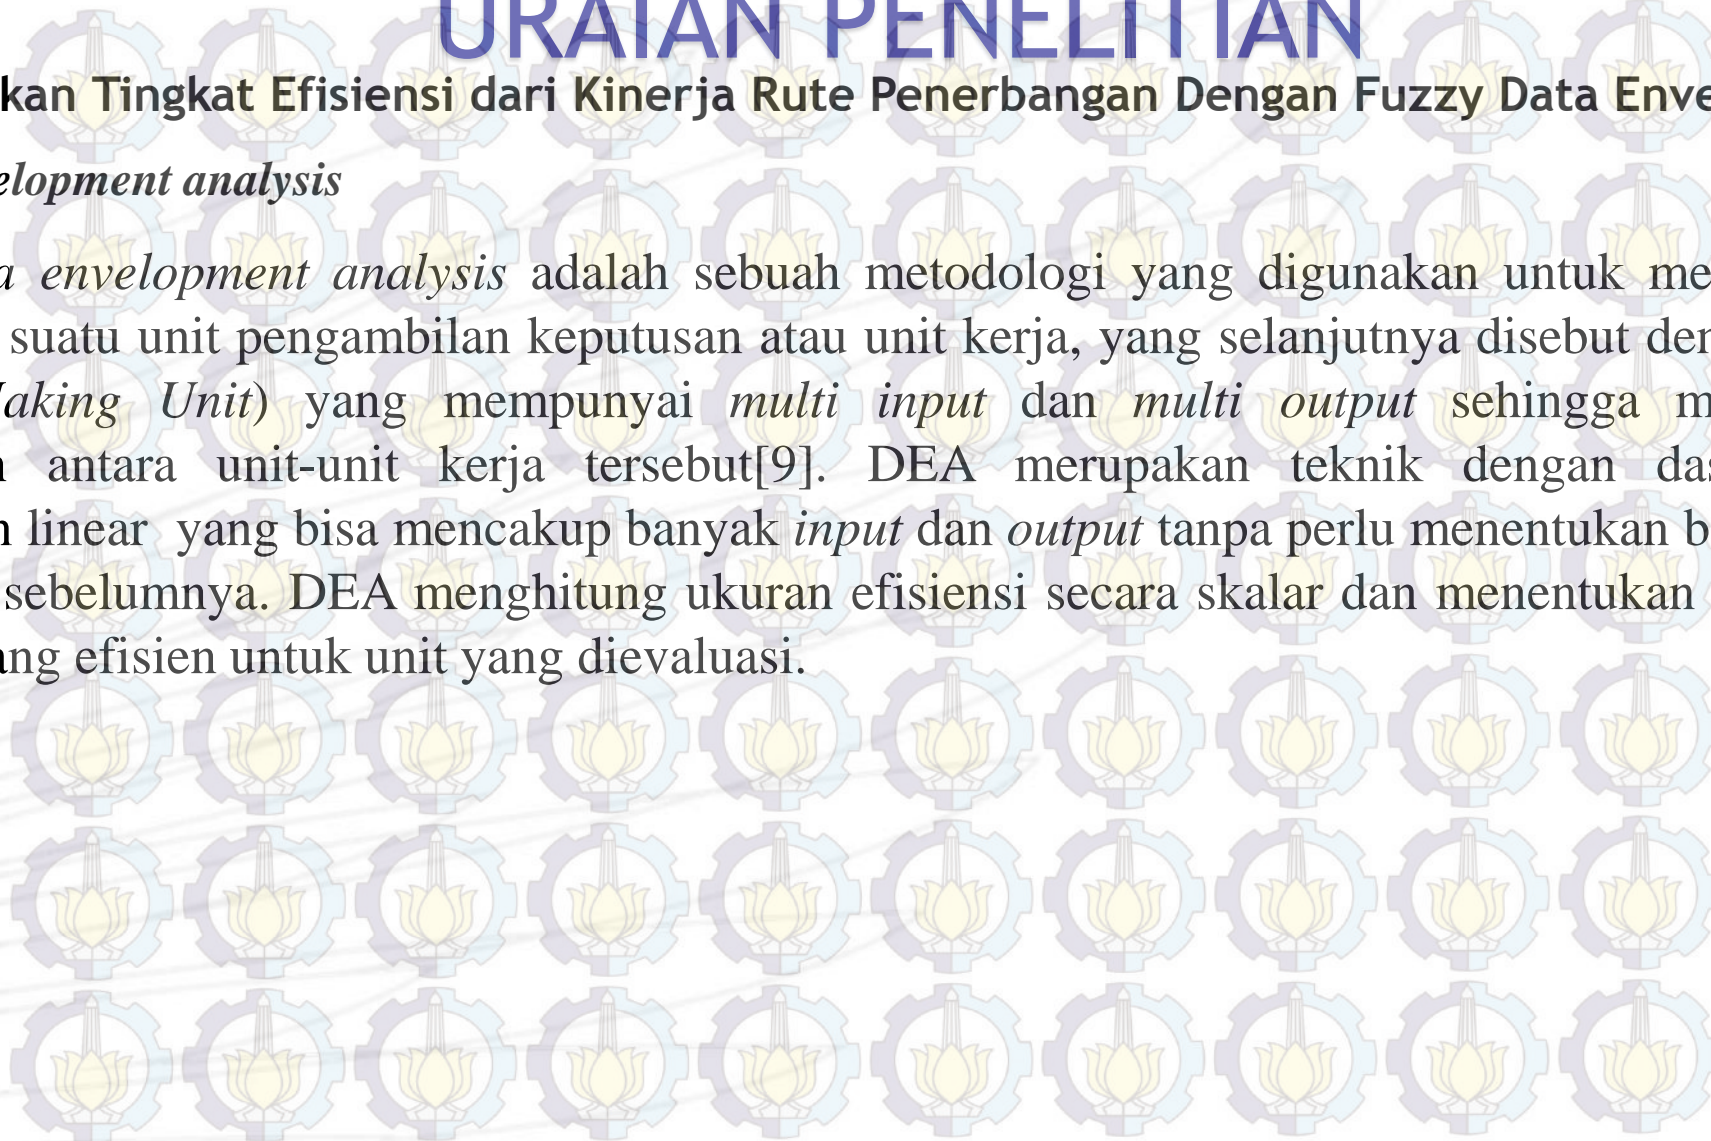 URAIAN PENELITIAN
kan Tingkat Efisiensi dari Kinerja Rute Penerbangan Dengan Fuzzy Data Enve
elopment analysis
a envelopment analysis adalah sebuah metodologi yang digunakan untuk me
suatu unit pengambilan keputusan atau unit kerja, yang selanjutnya disebut den
Making Unit) yang mempunyai multi input dan multi output sehingga m
n antara unit-unit kerja tersebut[9]. DEA merupakan teknik dengan das
n linear yang bisa mencakup banyak input dan output tanpa perlu menentukan b
sebelumnya. DEA menghitung ukuran efisiensi secara skalar dan menentukan
ang efisien untuk unit yang dievaluasi.